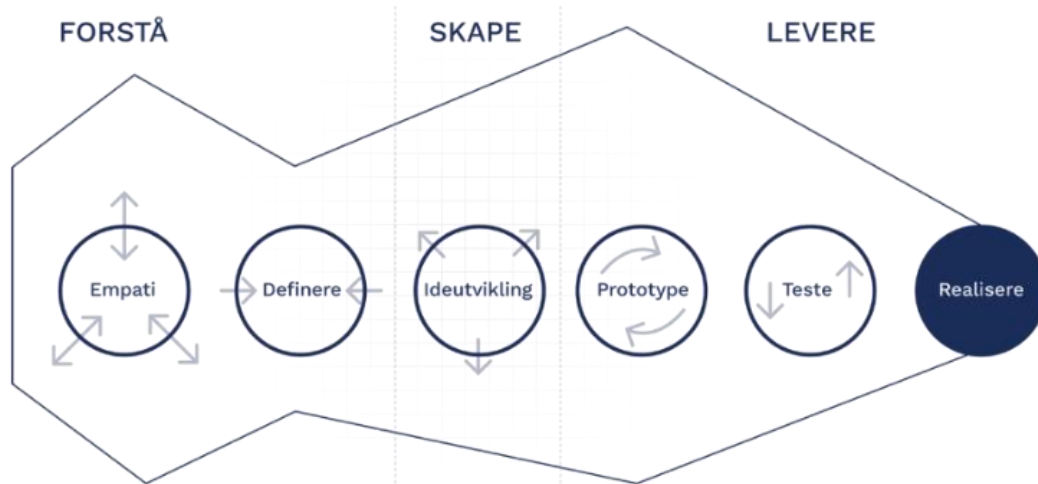 FORSTÅ
SKAPE
LEVERE
Empati
Definere
Ideutvikling
Prototype
Teste
Realisere